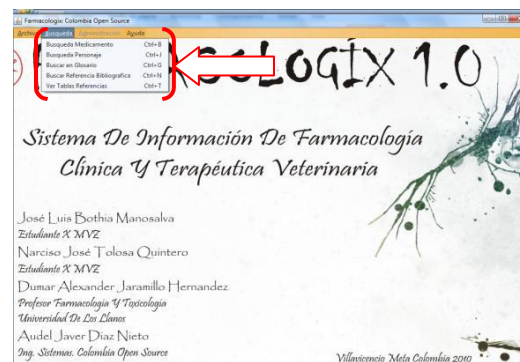 Farmacologix: Colombia Open Source
Archivo Busqueda Administración Ayuda
Busqueda Medicamento Ctrl+B
Busqueda Personaje Ctrl+J
Buscar en Glosario Ctrl+G
Buscar Referencia Bibliografica Ctrl+N
Ver Tablas Referencias Ctrl+T
COLOGÍX 1.0
Sistema De Información De Farmacología
Clínica Y Terapéutica Veterinaria
José Luis Bothia Manosalva
Estudiante X MVZ
Narciso José Tolosa Quintero
Estudiante X MVZ
Dumar Alexander Jaramillo Hernandez
Profesor Farmacologia Y Toxicologia
Universidad De Los Llanos
Audel Javer Diaz Nieto
Ing. Sistemas. Colombia Open Source
Villavicencio Meta Colombia 2010